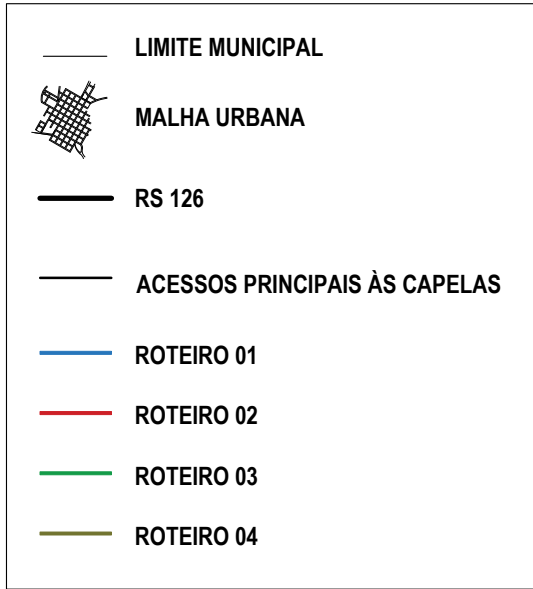 LIMITE MUNICIPAL
MALHA URBANA
RS 126
ACESSOS PRINCIPAIS ÀS CAPELAS
ROTEIRO 01
ROTEIRO 02
ROTEIRO 03
ROTEIRO 04